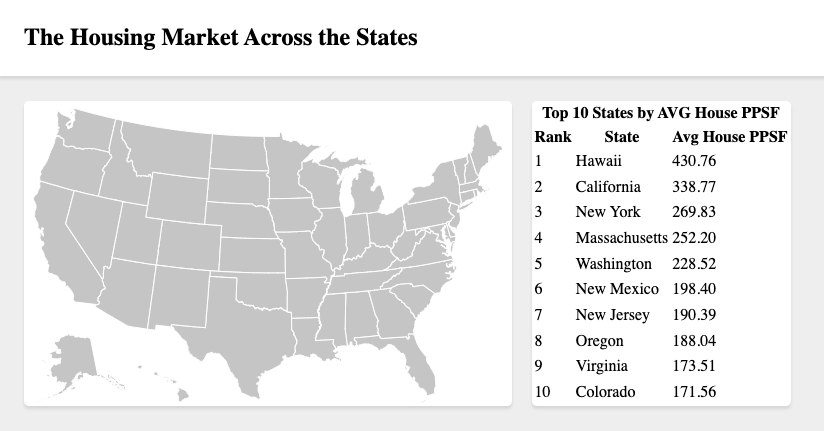 The Housing Market Across the States
Top 10 States by AVG House PPSF
Rank State Avg House PPSF
1 Hawaii 430.76
2 California 338.77
3 New York 269.83
4 Massachusetts 252.20
5 Washington 228.52
6 New Mexico 198.40
7 New Jersey 190.39
8 Oregon 188.04
9 Virginia 173.51
10 Colorado 171.56